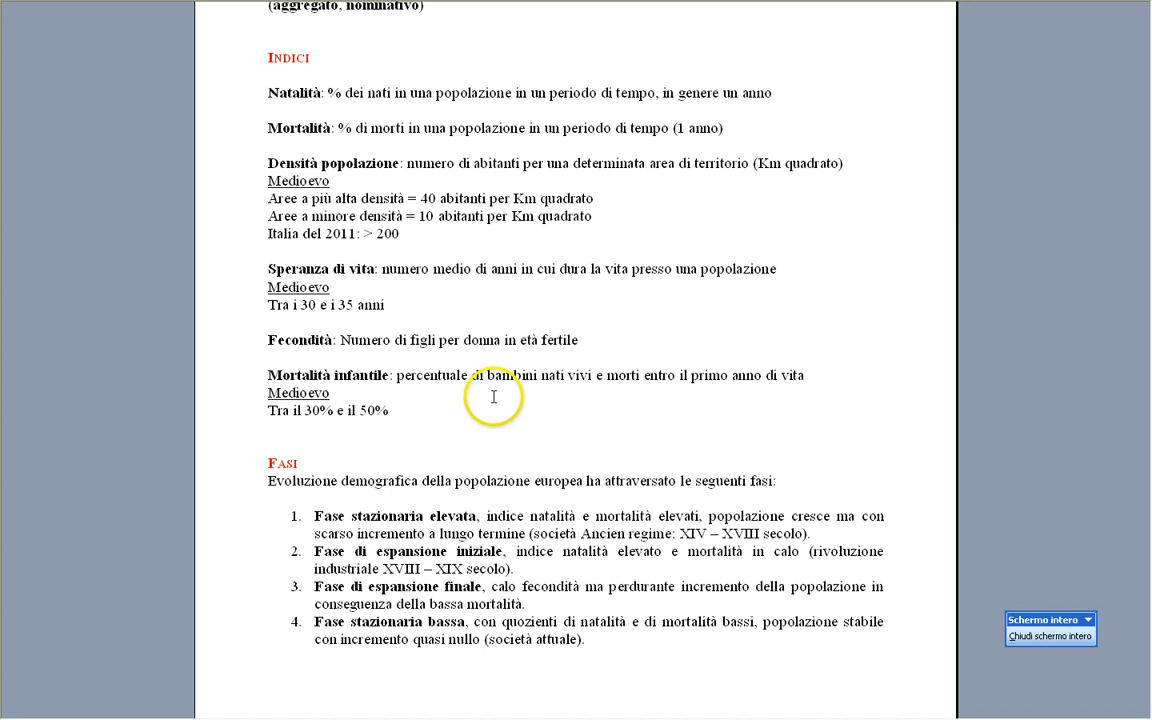 (aggregato, nominativo)
INDICI
Natalità: % dei nati in una popolazione in un periodo di tempo, in genere un anno
Mortalità: % di morti in una popolazione in un periodo di tempo (1 anno)
Densità popolazione: numero di abitanti per una determinata area di territorio (Km quadrato)
Medioevo
Aree a più alta densità = 40 abitanti per Km quadrato
Aree a minore densità = 10 abitanti per Km quadrato
Italia del 2011: > 200
Speranza di vita: numero medio di anni in cui dura la vita presso una popolazione
Medioevo
Tra i 30 e i 35 anni
Fecondità: Numero di figli per donna in età fertile
Mortalità infantile: percentuale di bambini nati vivi e morti entro il primo anno di vita
Medioevo
Tra il 30% e il 50%
FASI
Evoluzione demografica della popolazione europea ha attraversato le seguenti fasi:
1. Fase stazionaria elevata, indice natalità e mortalità elevati, popolazione cresce ma con
scarso incremento a lungo termine (società Ancien regime: XIV – XVIII secolo).
2. Fase di espansione iniziale, indice natalità elevato e mortalità in calo (rivoluzione
industriale XVIII – XIX secolo).
3. Fase di espansione finale, calo fecondità ma perdurante incremento della popolazione in
conseguenza della bassa mortalità.
4. Fase stazionaria bassa, con quozienti di natalità e di mortalità bassi, popolazione stabile
con incremento quasi nullo (società attuale).
Schermo intero
Chiudi schermo intero